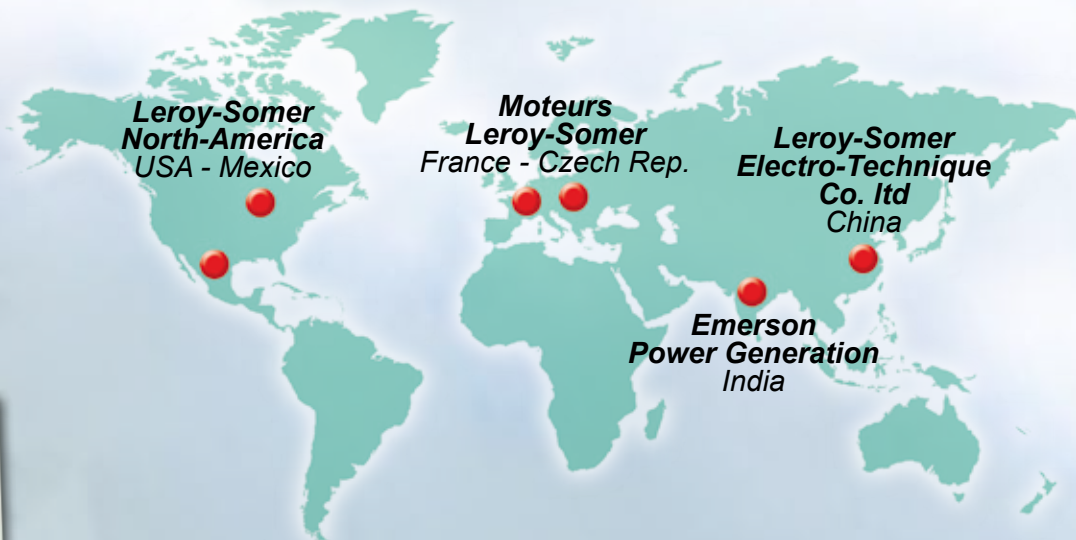 Leroy-Somer
North-America
USA - Mexico
Moteurs
Leroy-Somer
France - Czech Rep.
Leroy-Somer
Electro-Technique
Co. ltd
China
Emerson
Power Generation
India